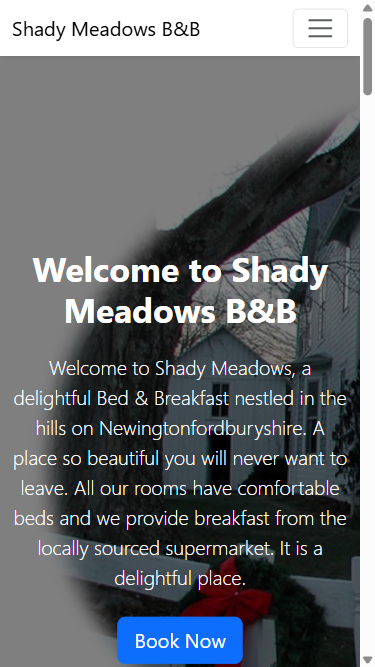 Shady Meadows B&B
Welcome to Shady
Meadows B&B
Welcome to Shady Meadows, a
delightful Bed & Breakfast nestled in the
hills on Newingtonfordburyshire. A
place so beautiful you will never want to
leave. All our rooms have comfortable
beds and we provide breakfast from the
locally sourced supermarket. It is a
delightful place.
Book Now